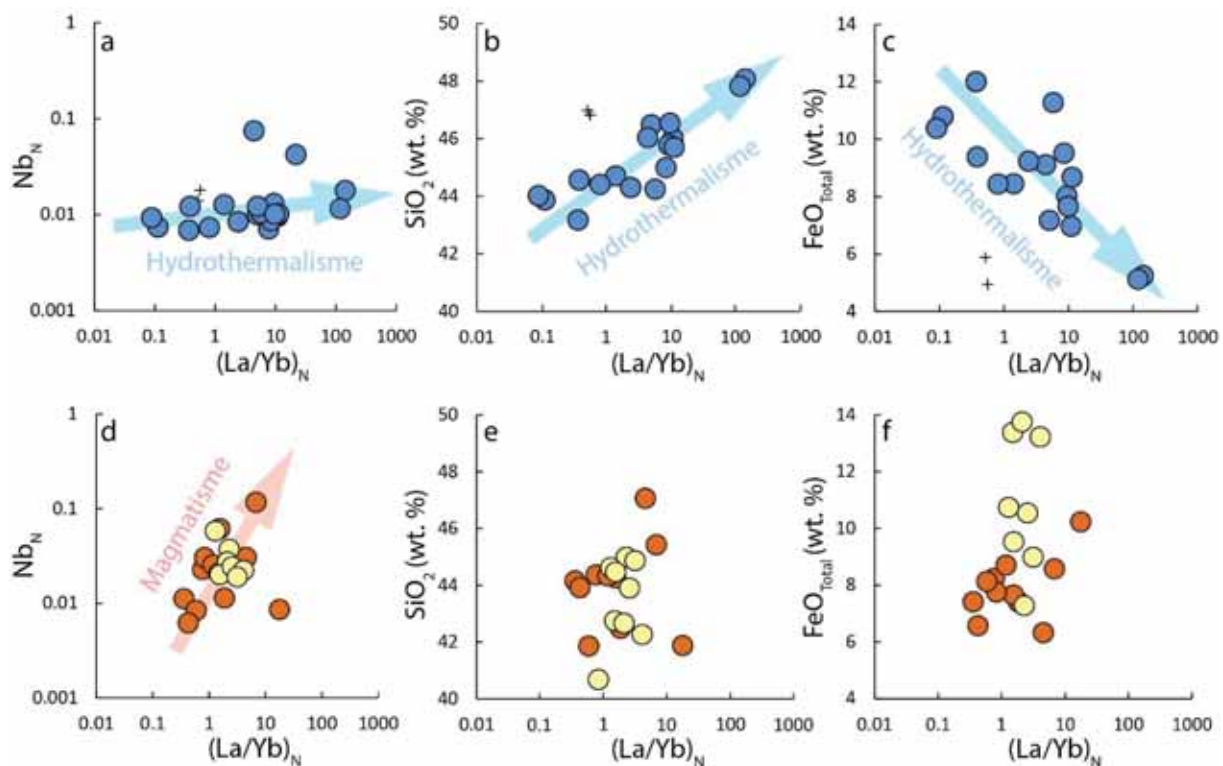 a
Nb_N
1
0.1
0.01
0.001
Hydrothermalisme
0.01 0.1 1 10 100 1000
(La/Yb)_N
b
SiO_2 (wt. %)
50
48
46
44
42
40
Hydrothermalisme
0.01 0.1 1 10 100 1000
(La/Yb)_N
c
FeO_Total (wt. %)
14
12
10
8
6
4
Hydrothermalisme
0.01 0.1 1 10 100 1000
(La/Yb)_N
d
Nb_N
1
0.1
0.01
0.001
Magmatisme
0.01 0.1 1 10 100 1000
(La/Yb)_N
e
SiO_2 (wt. %)
50
48
46
44
42
40
0.01 0.1 1 10 100 1000
(La/Yb)_N
f
FeO_Total (wt. %)
14
12
10
8
6
4
0.01 0.1 1 10 100 1000
(La/Yb)_N